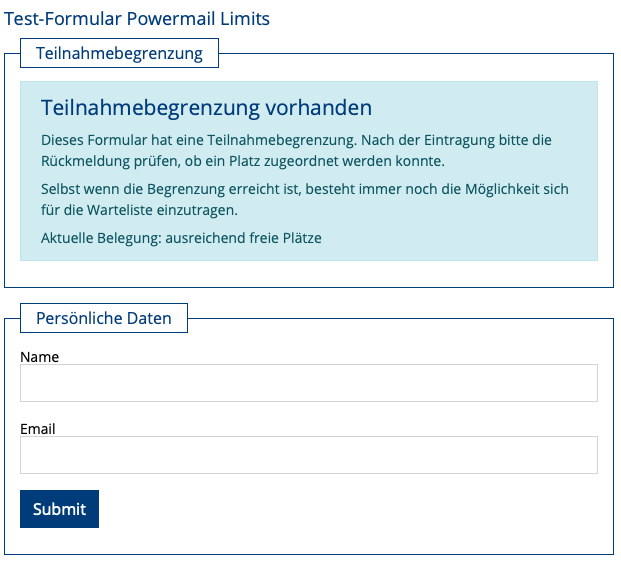 Test-Formular Powermail Limits
Teilnahmebegrenzung
Teilnahmebegrenzung vorhanden
Dieses Formular hat eine Teilnahmebegrenzung. Nach der Eintragung bitte die
Rückmeldung prüfen, ob ein Platz zugeordnet werden konnte.
Selbst wenn die Begrenzung erreicht ist, besteht immer noch die Möglichkeit sich
für die Warteliste einzutragen.
Aktuelle Belegung: ausreichend freie Plätze
Persönliche Daten
Name
Email
Submit